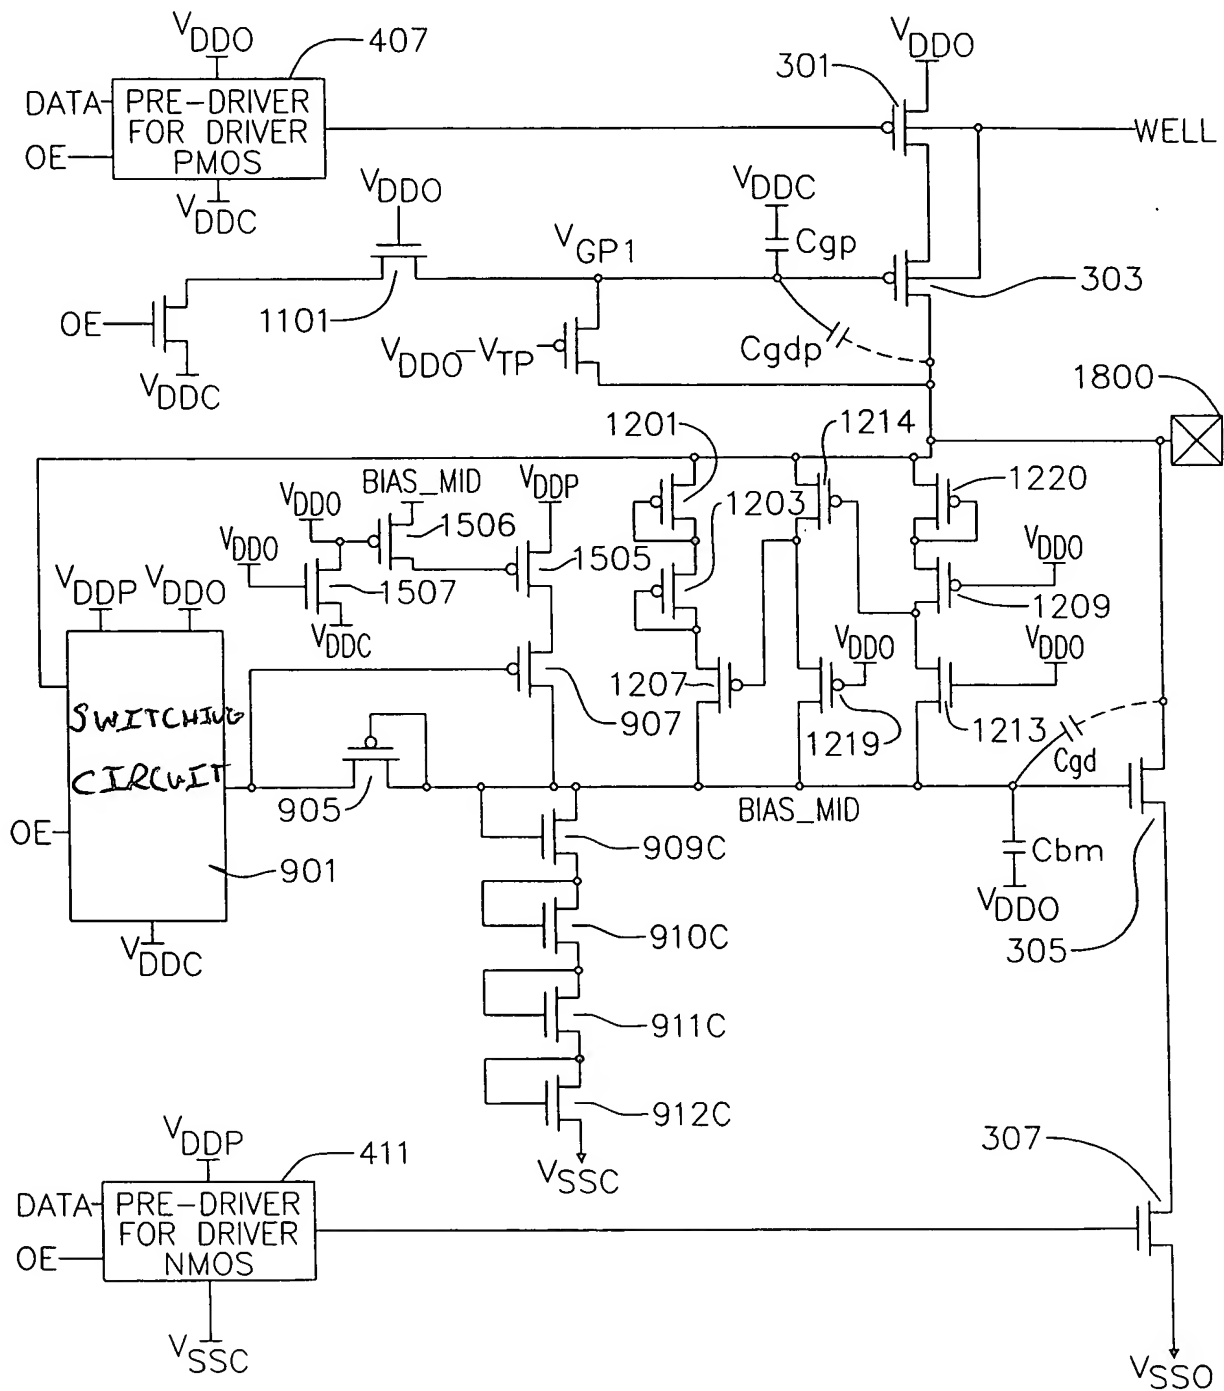 VDDO
407
DATA
PRE-DRIVER
FOR DRIVER
PMOS
OE
VDDC
VDDO
301
WELL
VDDO
1101
VGP1
VDDC
Cgp
303
OE
VDDC
VDDO-VTP
Cgdp
1800
1201
1203
1214
1220
VDDO
1209
VDDO
BIAS_MID
1506
VDDP
VDDO
1507
VDDC
1505
VDDP
VDDO
1207
VDDO
1219
VDDO
1213
907
SWITCHING
CIRCUIT
905
BIAS_MID
Cgd
OE
901
VDDC
909C
Cbm
VDDO
305
910C
911C
912C
VSSC
VDDP
411
DATA
PRE-DRIVER
FOR DRIVER
NMOS
OE
VSSC
307
VSSO